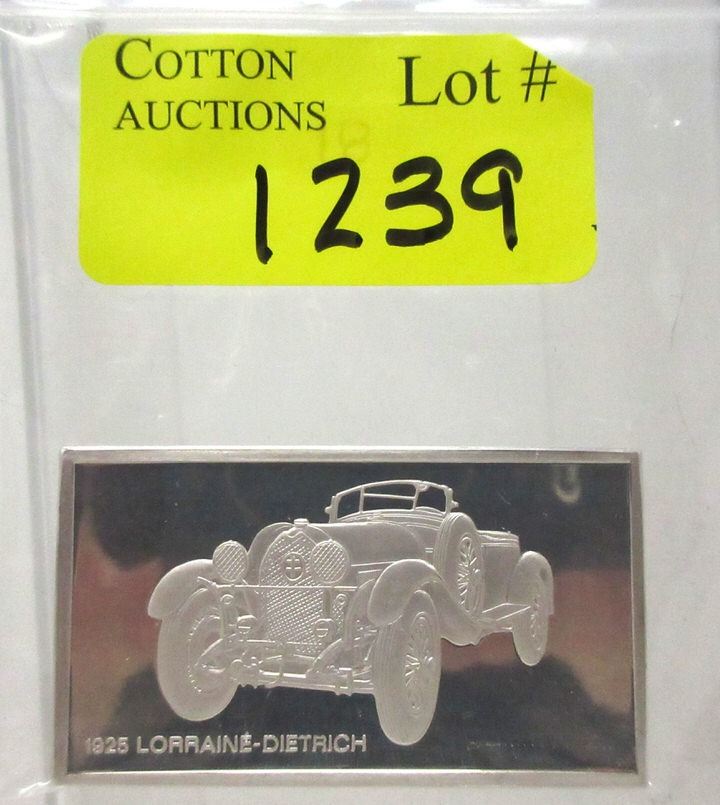 COTTON
AUCTIONS
Lot #
1239
1925 LORRAINE-DIETRICH